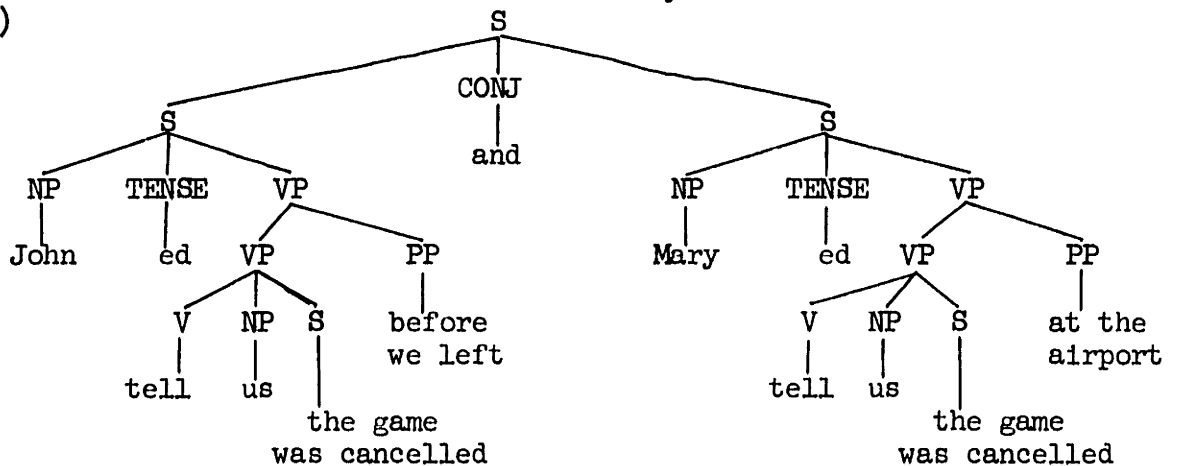 )
S
CONJ
S and S
NP TENSE VP NP TENSE VP
John ed VP PP Mary ed VP PP
V NP S before V NP S at the
we left airport
tell us tell us
the game the game
was cancelled was cancelled